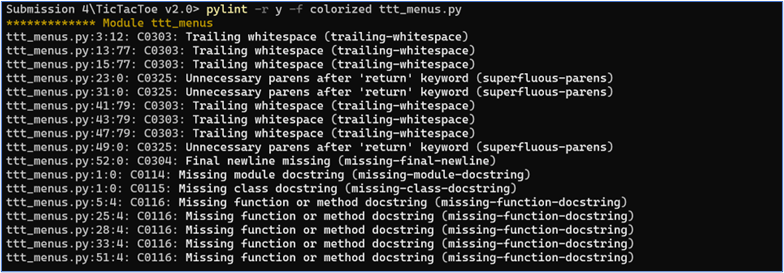 Submission 4\TicTacToe v2.0> pylint -r y -f colorized ttt_menus.py
************* Module ttt_menus
ttt_menus.py:3:12: C0303: Trailing whitespace (trailing-whitespace)
ttt_menus.py:13:77: C0303: Trailing whitespace (trailing-whitespace)
ttt_menus.py:15:77: C0303: Trailing whitespace (trailing-whitespace)
ttt_menus.py:23:0: C0325: Unnecessary parens after 'return' keyword (superfluous-parens)
ttt_menus.py:31:0: C0325: Unnecessary parens after 'return' keyword (superfluous-parens)
ttt_menus.py:41:79: C0303: Trailing whitespace (trailing-whitespace)
ttt_menus.py:43:79: C0303: Trailing whitespace (trailing-whitespace)
ttt_menus.py:47:79: C0303: Trailing whitespace (trailing-whitespace)
ttt_menus.py:49:0: C0325: Unnecessary parens after 'return' keyword (superfluous-parens)
ttt_menus.py:52:0: C0304: Final newline missing (missing-final-newline)
ttt_menus.py:1:0: C0114: Missing module docstring (missing-module-docstring)
ttt_menus.py:1:0: C0115: Missing class docstring (missing-class-docstring)
ttt_menus.py:5:4: C0116: Missing function or method docstring (missing-function-docstring)
ttt_menus.py:25:4: C0116: Missing function or method docstring (missing-function-docstring)
ttt_menus.py:28:4: C0116: Missing function or method docstring (missing-function-docstring)
ttt_menus.py:33:4: C0116: Missing function or method docstring (missing-function-docstring)
ttt_menus.py:51:4: C0116: Missing function or method docstring (missing-function-docstring)